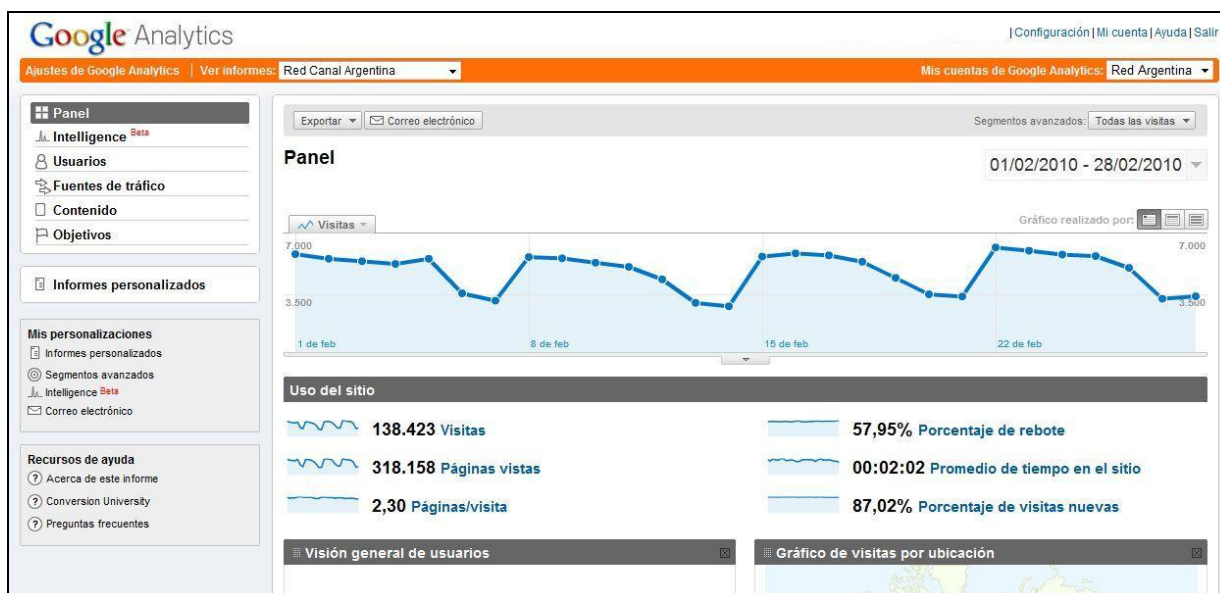 Google Analytics
| Configuración | Mi cuenta | Ayuda | Salir
Ajustes de Google Analytics | Ver informes: Red Canal Argentina
Mis cuentas de Google Analytics: Red Argentina
Panel
Intelligence Beta
Usuarios
Fuentes de tráfico
Contenido
Objetivos
Informes personalizados
Mis personalizaciones
Informes personalizados
Segmentos avanzados
Intelligence Beta
Correo electrónico
Recursos de ayuda
? Acerca de este informe
? Conversion University
? Preguntas frecuentes
Exportar Correo electrónico
Segmentos avanzados: Todas las visitas
Panel
01/02/2010 - 28/02/2010
Visitas
Gráfico realizado por:
7.000 7.000
3.500 3.500
1 de feb 8 de feb 15 de feb 22 de feb
Uso del sitio
138.423 Visitas
318.158 Páginas vistas
2,30 Páginas/visita
57,95% Porcentaje de rebote
00:02:02 Promedio de tiempo en el sitio
87,02% Porcentaje de visitas nuevas
Visión general de usuarios
Gráfico de visitas por ubicación